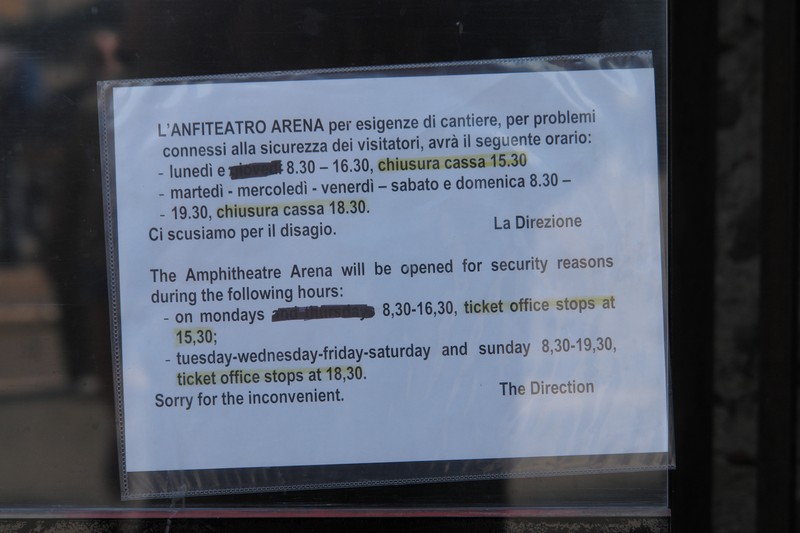 L'ANFITEATRO ARENA per esigenze di cantiere, per problemi
connessi alla sicurezza dei visitatori, avrà il seguente orario:
- lunedì e 8.30 – 16.30, chiusura cassa 15.30
- martedì - mercoledì - venerdì – sabato e domenica 8.30 –
- 19.30, chiusura cassa 18.30.
Ci scusiamo per il disagio. La Direzione
The Amphitheatre Arena will be opened for security reasons
during the following hours:
- on mondays and thursdays 8,30-16,30, ticket office stops at
15,30;
- tuesday-wednesday-friday-saturday and sunday 8,30-19,30,
ticket office stops at 18,30.
Sorry for the inconvenient. The Direction